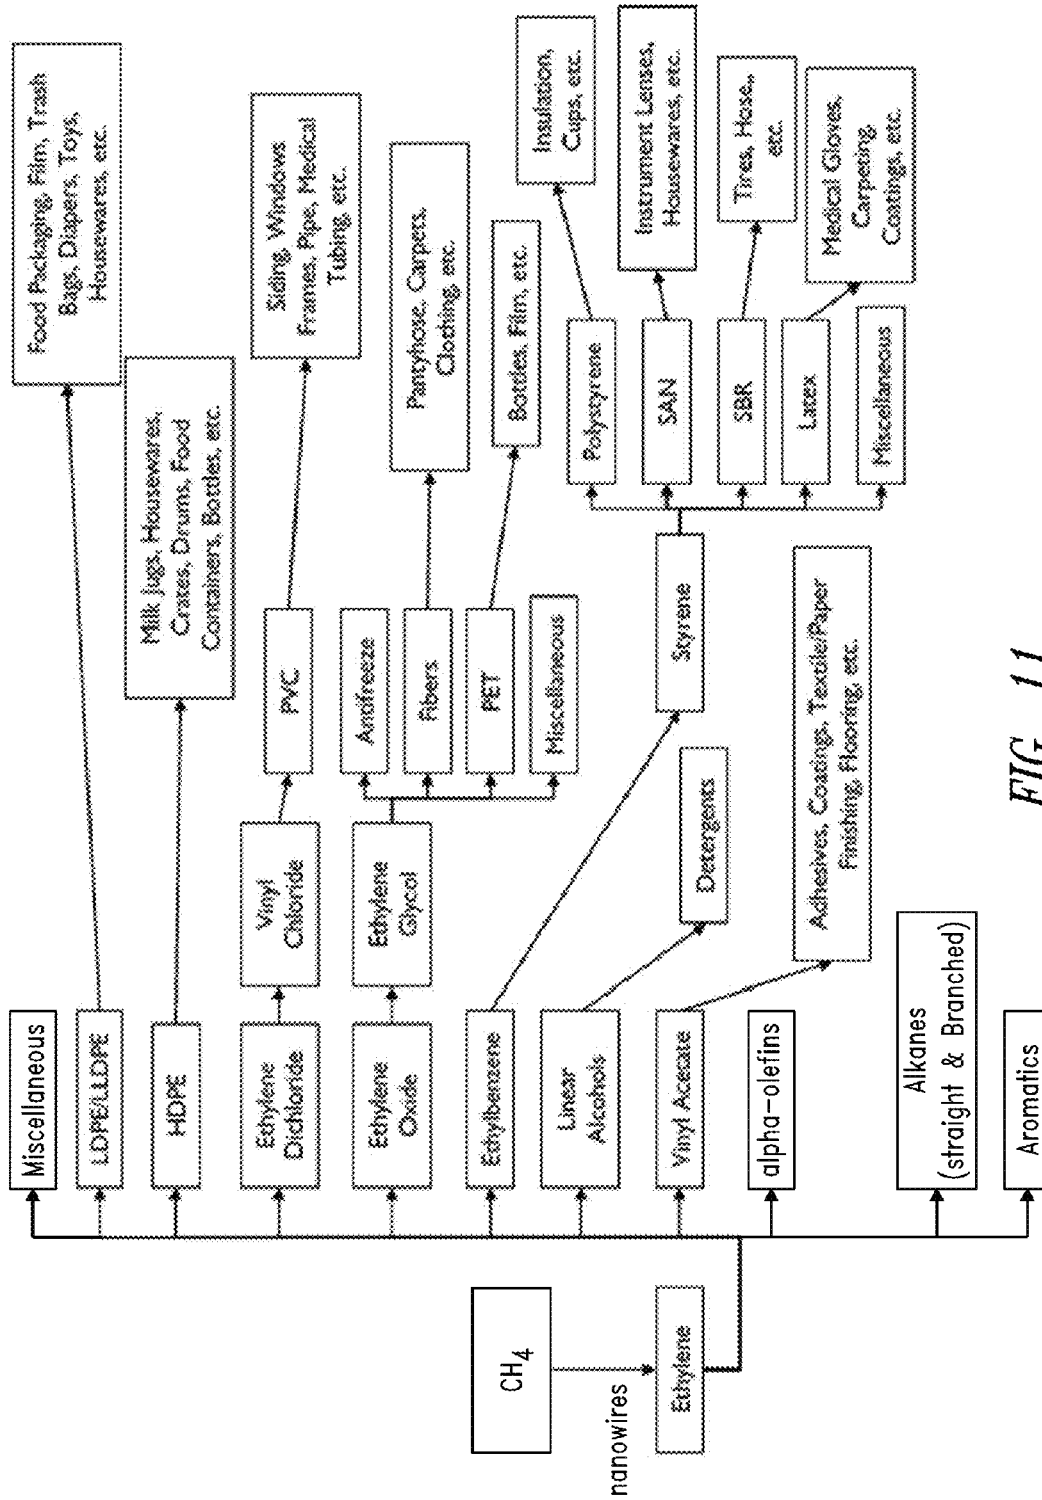 CH4
nanowires
Ethylene
Miscellaneous
LDPE/LLDPE
HDPE
Ethylene
Dichloride
Ethylene
Oxide
Ethylbenzene
Linear
Alcohols
Vinyl Acetate
alpha-olefins
Alkanes
(straight & Branched)
Aromatics
Vinyl
Chloride
Ethylene
Glycol
PVC
Antifreeze
Fibers
PET
Miscellaneous
Styrene
Detergents
Adhesives, Coatings, Textile/Paper
Finishing, Flooring, etc.
Polystyrene
SAN
SBR
Latex
Miscellaneous
Food Packaging, Film, Trash
Bags, Diapers, Toys,
Housewares, etc.
Milk Jugs, Housewares,
Crates, Drums, Food
Containers, Bottles, etc.
Siding, Windows
Frames, Pipe, Medical
Tubing, etc.
Pantyhose, Carpets,
Clothing, etc.
Bottles, Film, etc.
Insulation,
Cups, etc.
Instrument Lenses,
Housewares, etc.
Tires, Hose,
etc.
Medical Gloves,
Carpeting,
Coatings, etc.
FIG. 11